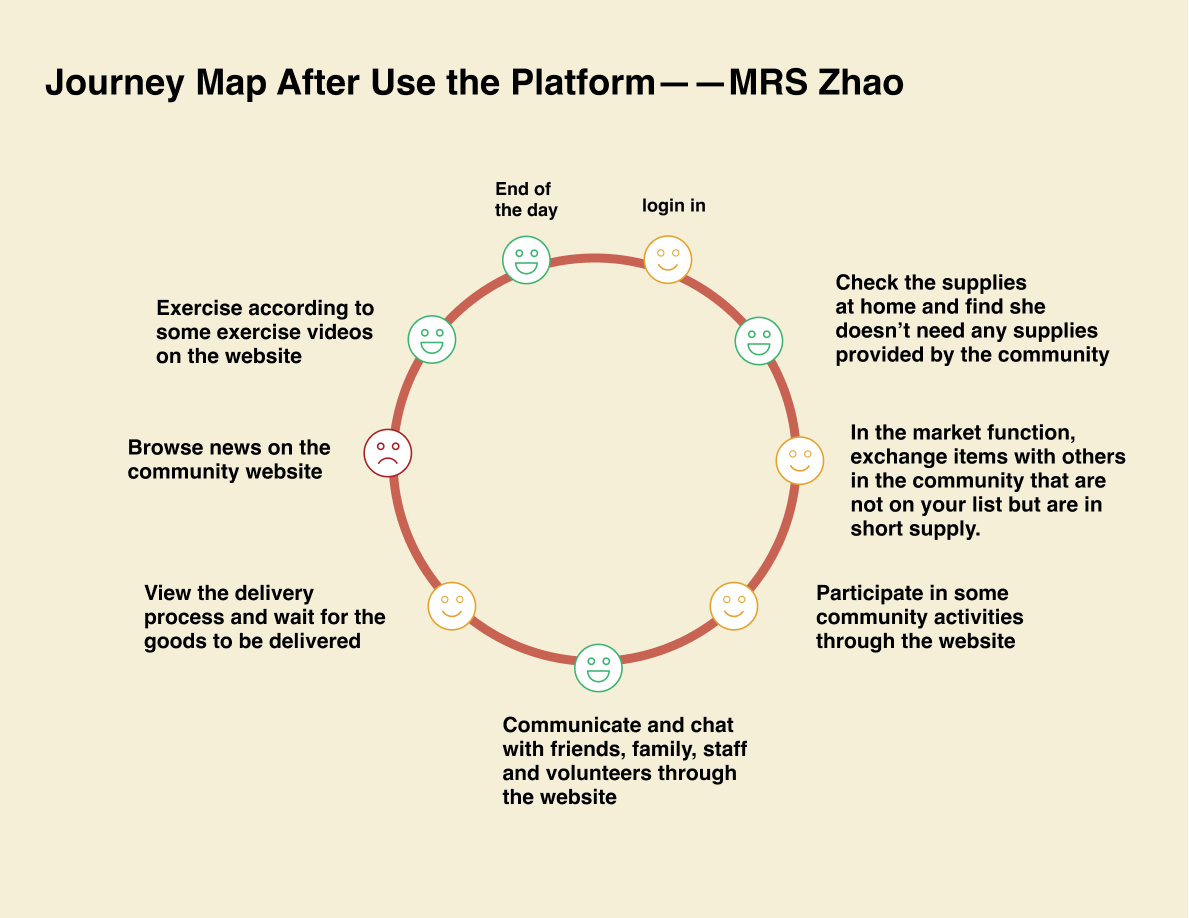 Journey Map After Use the Platform——MRS Zhao
End of
the day
login in
Check the supplies
at home and find she
doesn’t need any supplies
provided by the community
In the market function,
exchange items with others
in the community that are
not on your list but are in
short supply.
Participate in some
community activities
through the website
Communicate and chat
with friends, family, staff
and volunteers through
the website
View the delivery
process and wait for the
goods to be delivered
Browse news on the
community website
Exercise according to
some exercise videos
on the website